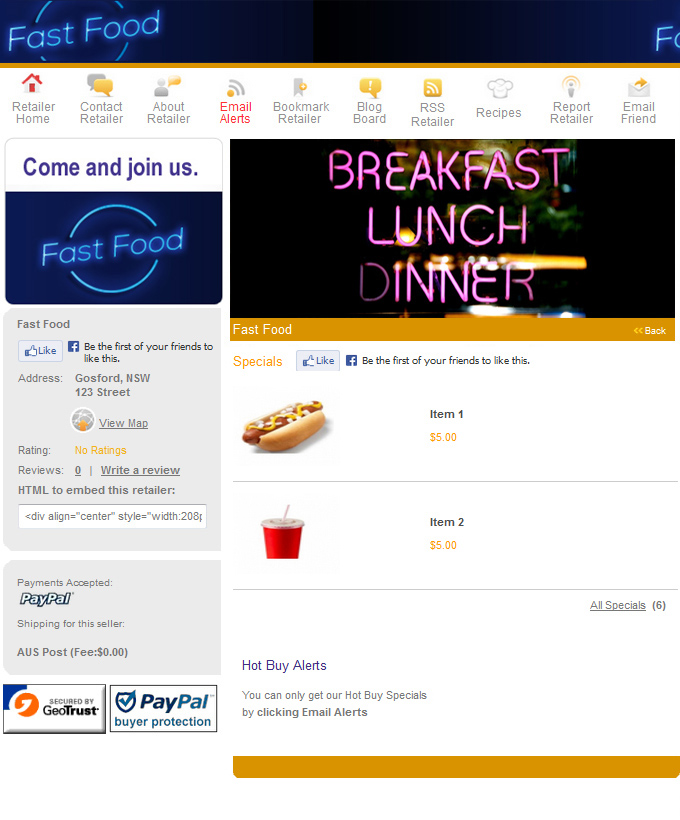 Fast Food
F
Retailer Home
Contact Retailer
About Retailer
Email Alerts
Bookmark Retailer
Blog Board
RSS Retailer
Recipes
Report Retailer
Email Friend
Come and join us.
Fast Food
BREAKFAST
LUNCH
DINNER
Fast Food
Back
Fast Food
Like Be the first of your friends to
like this.
Address: Gosford, NSW
123 Street
View Map
Rating: No Ratings
Reviews: 0 | Write a review
HTML to embed this retailer:
<div align="center" style="width:208p
Payments Accepted:
PayPal
Shipping for this seller:
AUS Post (Fee:$0.00)
SECURED BY
GeoTrust
PayPal
buyer protection
Specials Like Be the first of your friends to like this.
Item 1
$5.00
Item 2
$5.00
All Specials (6)
Hot Buy Alerts
You can only get our Hot Buy Specials
by clicking Email Alerts